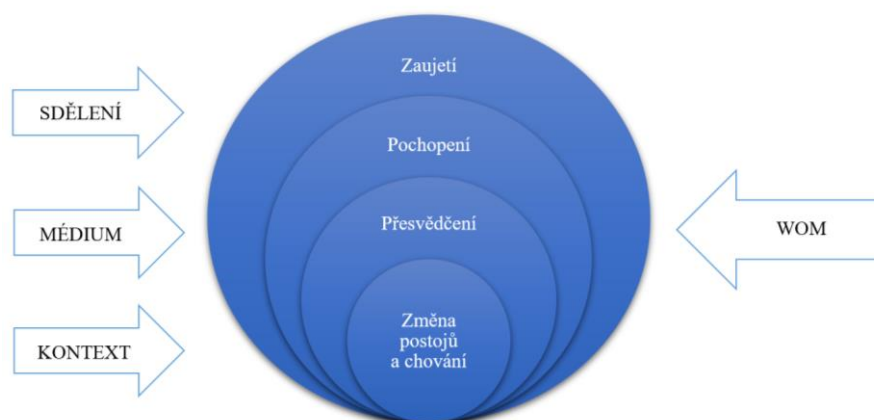 Zaujetí
SDĚLENÍ
Pochopení
Přesvědčení
MÉDIUM
WOM
Změna
postojů
a chování
KONTEXT